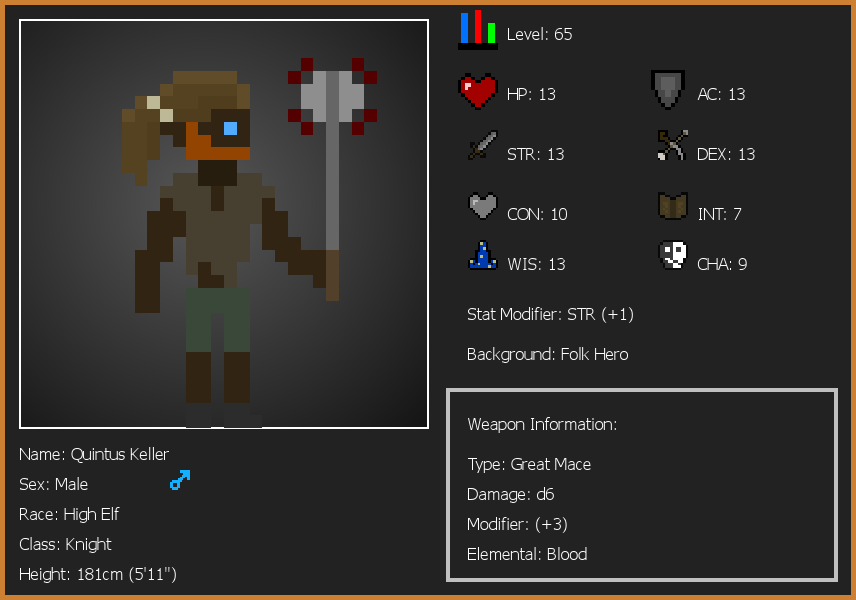 Level: 65
HP: 13
AC: 13
STR: 13
DEX: 13
CON: 10
INT: 7
WIS: 13
CHA: 9
Stat Modifier: STR (+1)
Background: Folk Hero
Weapon Information:
Type: Great Mace
Damage: d6
Modifier: (+3)
Elemental: Blood
Name: Quintus Keller
Sex: Male
Race: High Elf
Class: Knight
Height: 181cm (5'11")